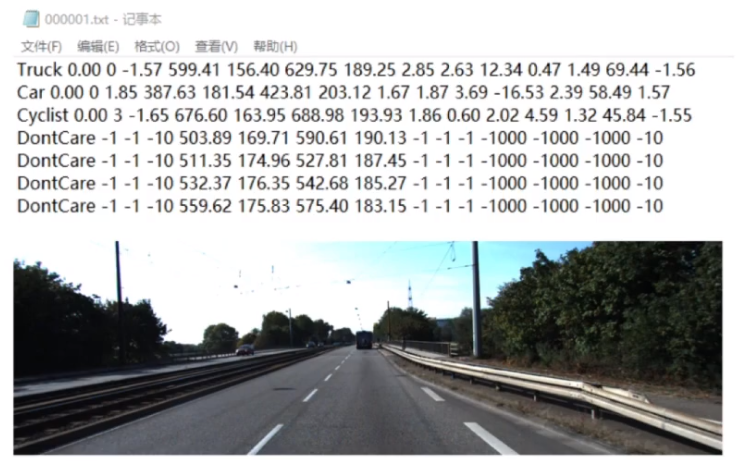 000001.txt - 记事本
文件(F) 编辑(E) 格式(O) 查看(V) 帮助(H)
Truck 0.00 0 -1.57 599.41 156.40 629.75 189.25 2.85 2.63 12.34 0.47 1.49 69.44 -1.56
Car 0.00 0 1.85 387.63 181.54 423.81 203.12 1.67 1.87 3.69 -16.53 2.39 58.49 1.57
Cyclist 0.00 3 -1.65 676.60 163.95 688.98 193.93 1.86 0.60 2.02 4.59 1.32 45.84 -1.55
DontCare -1 -1 -10 503.89 169.71 590.61 190.13 -1 -1 -1 -1000 -1000 -1000 -10
DontCare -1 -1 -10 511.35 174.96 527.81 187.45 -1 -1 -1 -1000 -1000 -1000 -10
DontCare -1 -1 -10 532.37 176.35 542.68 185.27 -1 -1 -1 -1000 -1000 -1000 -10
DontCare -1 -1 -10 559.62 175.83 575.40 183.15 -1 -1 -1 -1000 -1000 -1000 -10